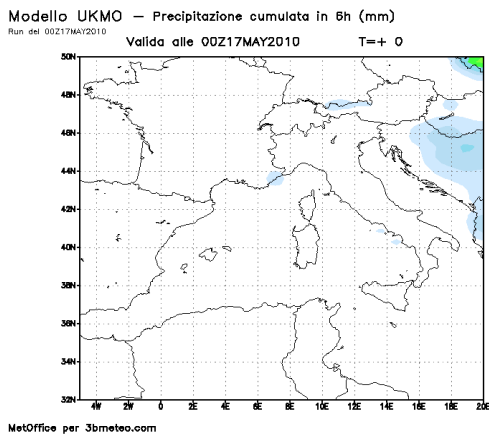 Modello UKMO – Precipitazione cumulata in 6h (mm)
Run del 00Z17MAY2010
Valida alle 00Z17MAY2010 T=+ 0
50N
48N
46N
44N
42N
40N
38N
36N
34N
32N
4W 2W 0 2E 4E 6E 8E 10E 12E 14E 16E 18E 20E
MetOffice per 3bmeteo.com